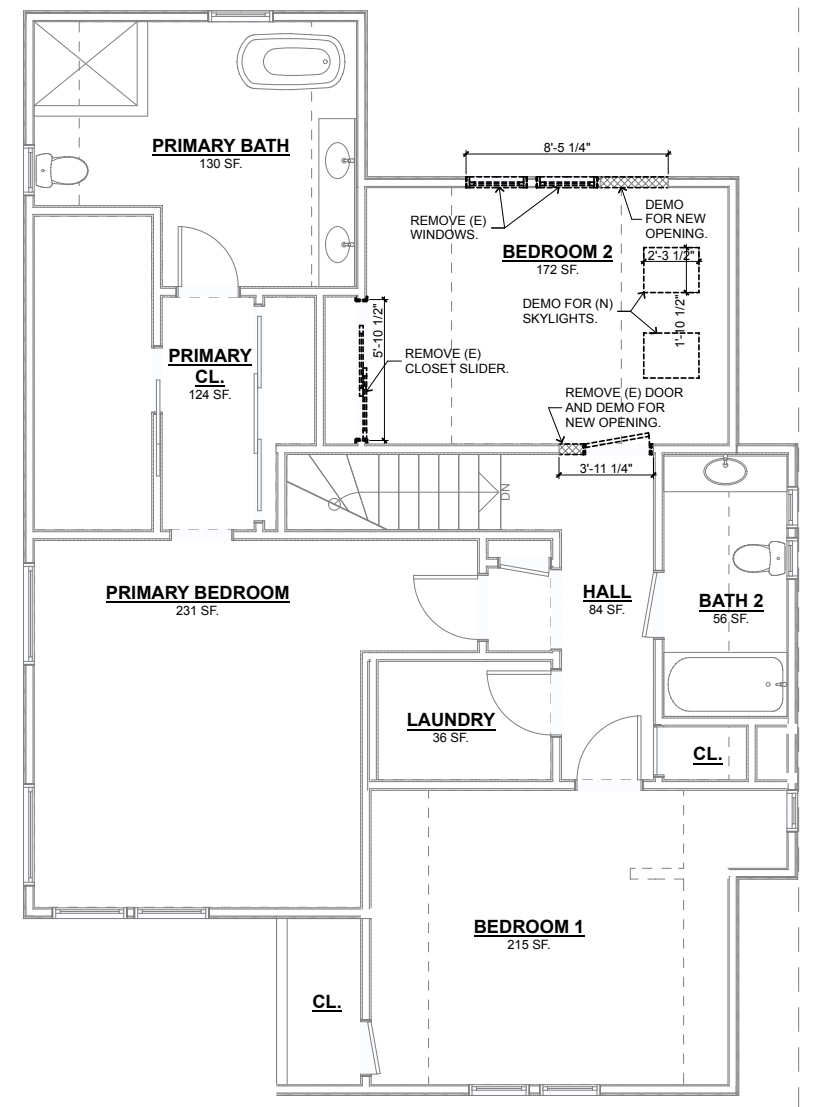 PRIMARY BATH
130 SF.
8'-5 1/4"
REMOVE (E)
WINDOWS.
DEMO
FOR NEW
OPENING.
BEDROOM 2
172 SF.
2'-3 1/2"
1'-10 1/2"
DEMO FOR (N)
SKYLIGHTS.
5'-10 1/2"
REMOVE (E)
CLOSET SLIDER.
PRIMARY
CL.
124 SF.
REMOVE (E) DOOR
AND DEMO FOR
NEW OPENING.
3'-11 1/4"
DN
PRIMARY BEDROOM
231 SF.
HALL
84 SF.
BATH 2
56 SF.
LAUNDRY
36 SF.
CL.
BEDROOM 1
215 SF.
CL.